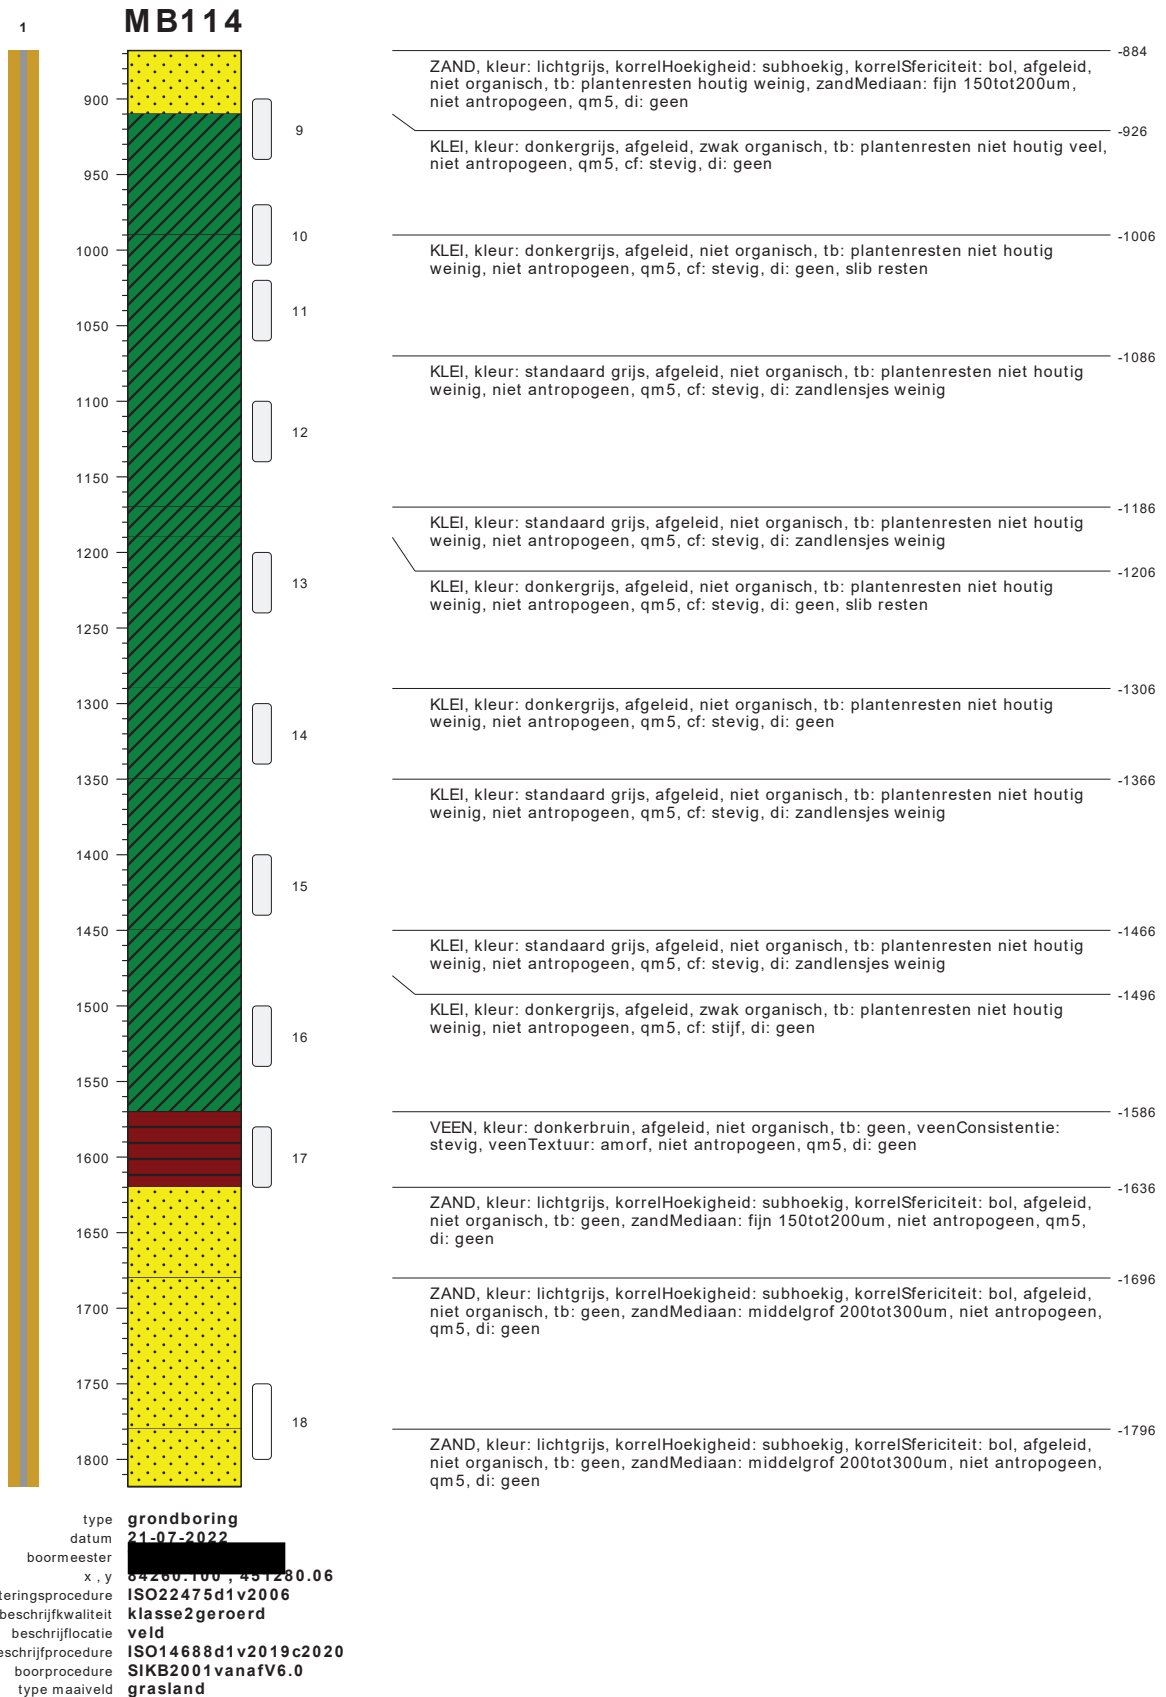 1
MB114
-884
ZAND, kleur: lichtgrijs, korrelHoekigheid: subhoekig, korrelSfericiteit: bol, afgeleid,
niet organisch, tb: plantenresten houtig weinig, zandMediaan: fijn 150tot200um,
niet antropogeen, qm5, di: geen
900
9
-926
KLEI, kleur: donkergrijs, afgeleid, zwak organisch, tb: plantenresten niet houtig veel,
niet antropogeen, qm5, cf: stevig, di: geen
950
10
-1006
1000
KLEI, kleur: donkergrijs, afgeleid, niet organisch, tb: plantenresten niet houtig
weinig, niet antropogeen, qm5, cf: stevig, di: geen, slib resten
11
1050
-1086
KLEI, kleur: standaard grijs, afgeleid, niet organisch, tb: plantenresten niet houtig
weinig, niet antropogeen, qm5, cf: stevig, di: zandlensjes weinig
1100
12
1150
-1186
KLEI, kleur: standaard grijs, afgeleid, niet organisch, tb: plantenresten niet houtig
weinig, niet antropogeen, qm5, cf: stevig, di: zandlensjes weinig
1200
-1206
13
KLEI, kleur: donkergrijs, afgeleid, niet organisch, tb: plantenresten niet houtig
weinig, niet antropogeen, qm5, cf: stevig, di: geen, slib resten
1250
-1306
1300
KLEI, kleur: donkergrijs, afgeleid, niet organisch, tb: plantenresten niet houtig
weinig, niet antropogeen, qm5, cf: stevig, di: geen
14
1350
-1366
KLEI, kleur: standaard grijs, afgeleid, niet organisch, tb: plantenresten niet houtig
weinig, niet antropogeen, qm5, cf: stevig, di: zandlensjes weinig
1400
15
1450
-1466
KLEI, kleur: standaard grijs, afgeleid, niet organisch, tb: plantenresten niet houtig
weinig, niet antropogeen, qm5, cf: stevig, di: zandlensjes weinig
-1496
1500
KLEI, kleur: donkergrijs, afgeleid, zwak organisch, tb: plantenresten niet houtig
weinig, niet antropogeen, qm5, cf: stijf, di: geen
16
1550
-1586
VEEN, kleur: donkerbruin, afgeleid, niet organisch, tb: geen, veenConsistentie:
stevig, veenTextuur: amorf, niet antropogeen, qm5, di: geen
1600
17
-1636
ZAND, kleur: lichtgrijs, korrelHoekigheid: subhoekig, korrelSfericiteit: bol, afgeleid,
niet organisch, tb: geen, zandMediaan: fijn 150tot200um, niet antropogeen, qm5,
di: geen
1650
-1696
ZAND, kleur: lichtgrijs, korrelHoekigheid: subhoekig, korrelSfericiteit: bol, afgeleid,
niet organisch, tb: geen, zandMediaan: middelgrof 200tot300um, niet antropogeen,
qm5, di: geen
1700
1750
18
-1796
ZAND, kleur: lichtgrijs, korrelHoekigheid: subhoekig, korrelSfericiteit: bol, afgeleid,
niet organisch, tb: geen, zandMediaan: middelgrof 200tot300um, niet antropogeen,
qm5, di: geen
1800
type grondboring
datum 21-07-2022
boormeester
x , y 84260.100 , 451280.06
teringsprocedure ISO22475d1v2006
beschrijfkwaliteit klasse2geroerd
beschrijflocatie veld
eschrijfprocedure ISO14688d1v2019c2020
boorprocedure SIKB2001vanafV6.0
type maaiveld grasland